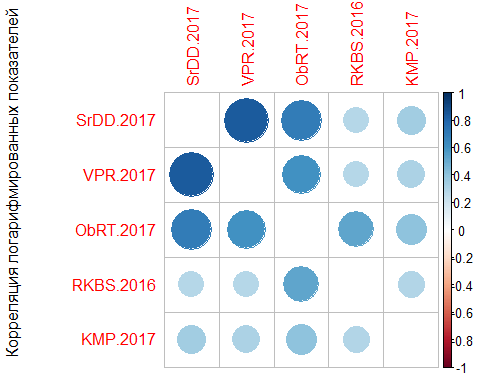 Корреляция логарифмированных показателей
SrDD.2017
VPR.2017
ObRT.2017
RKBS.2016
KMP.2017
SrDD.2017
VPR.2017
ObRT.2017
RKBS.2016
KMP.2017
1
0.8
0.6
0.4
0.2
0
-0.2
-0.4
-0.6
-0.8
-1